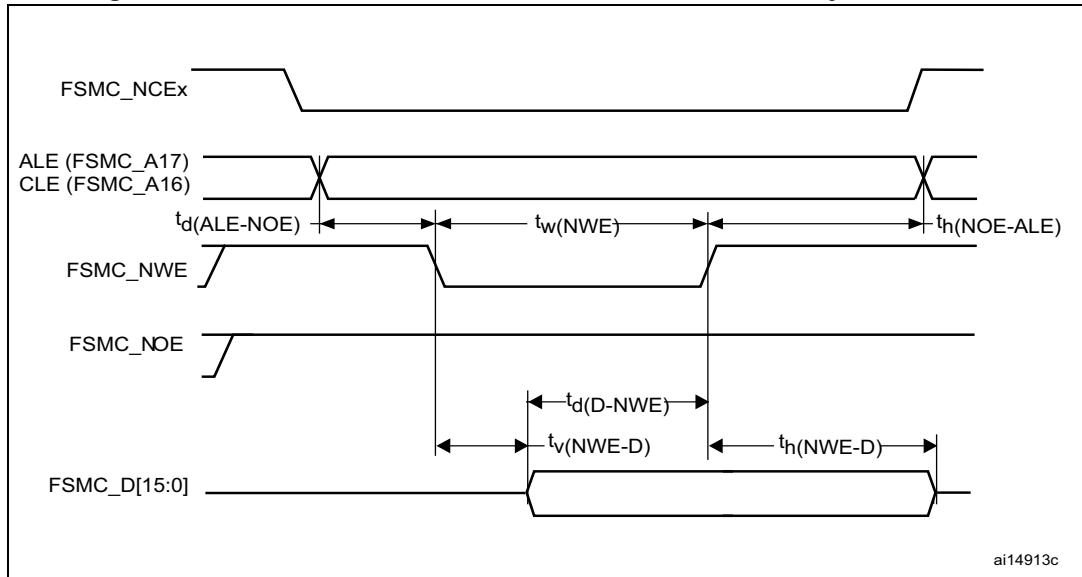 FSMC_NCEx
ALE (FSMC_A17)
CLE (FSMC_A16)
td(ALE-NOE)
tw(NWE)
th(NOE-ALE)
FSMC_NWE
FSMC_NOE
td(D-NWE)
tv(NWE-D)
th(NWE-D)
FSMC_D[15:0]
ai14913c